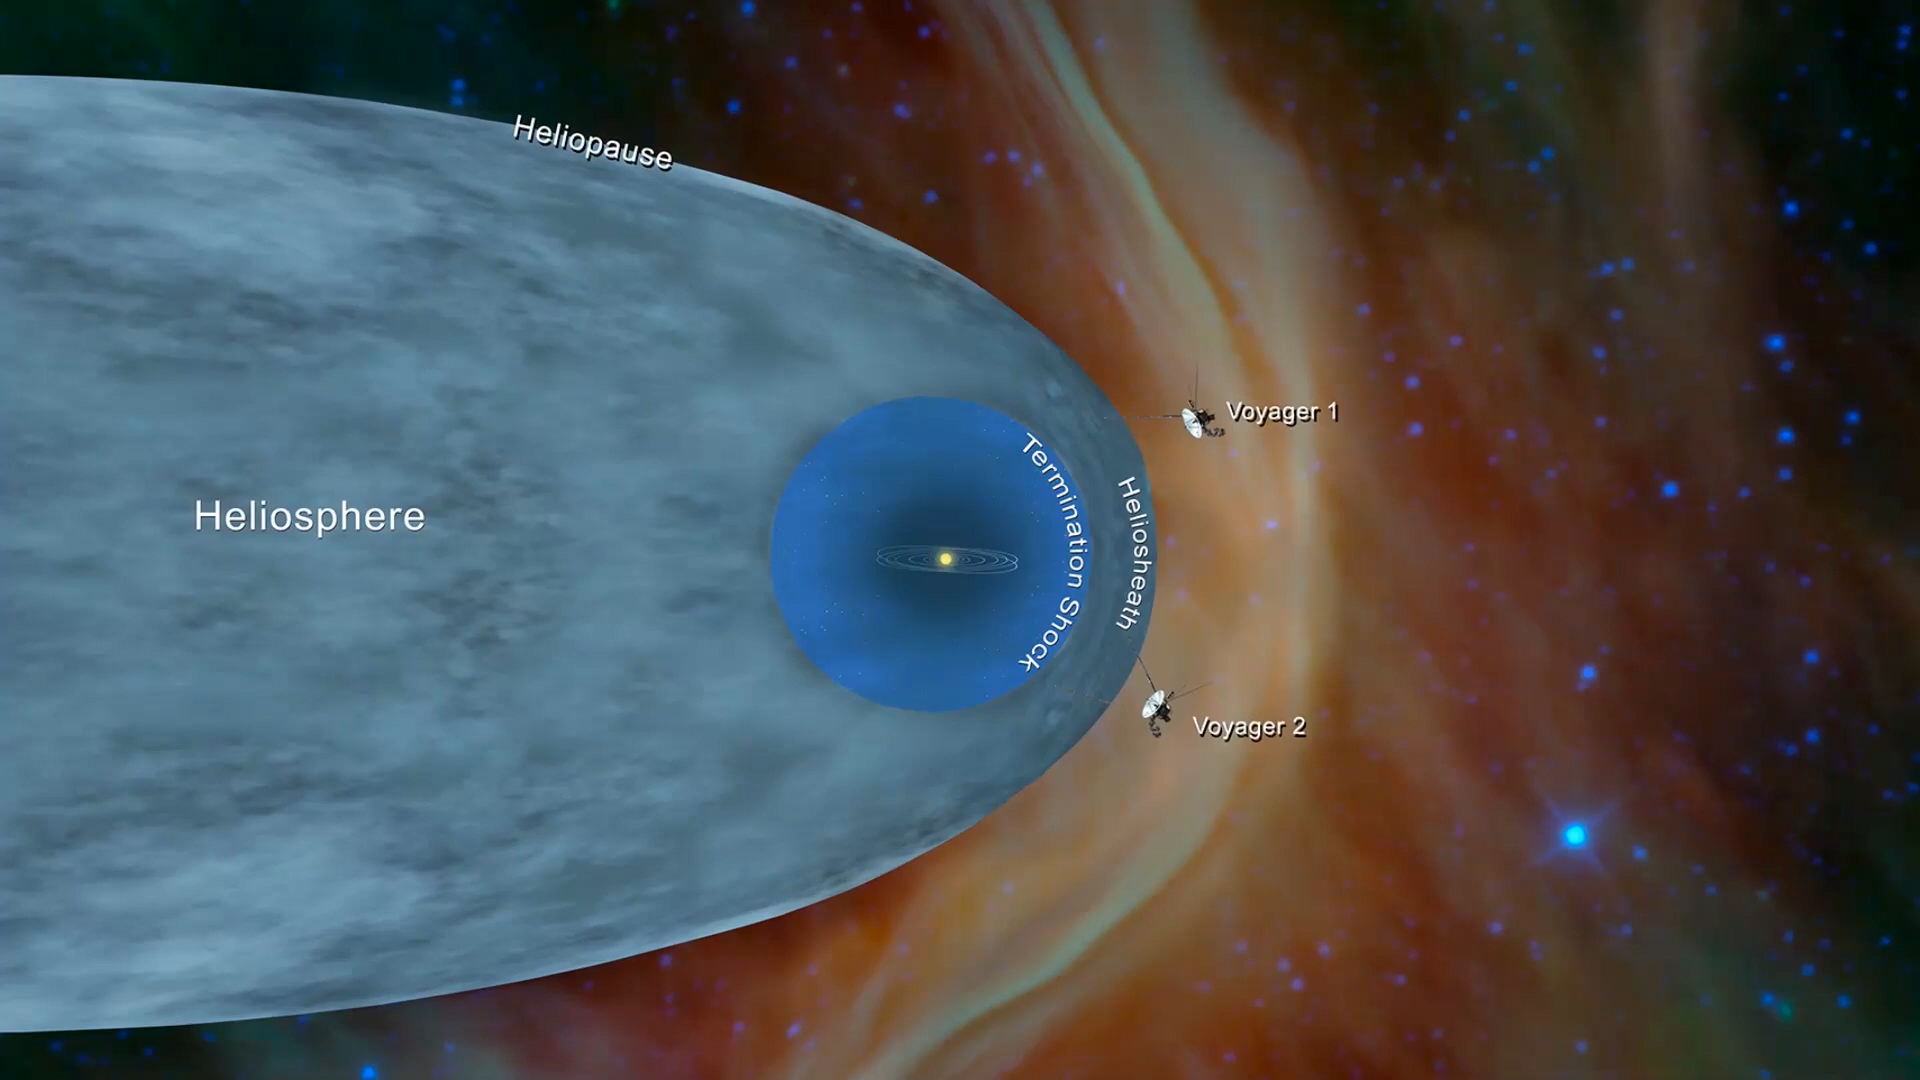 Heliopause
Voyager 1
Heliosphere
Termination Shock
Heliosheath
Voyager 2